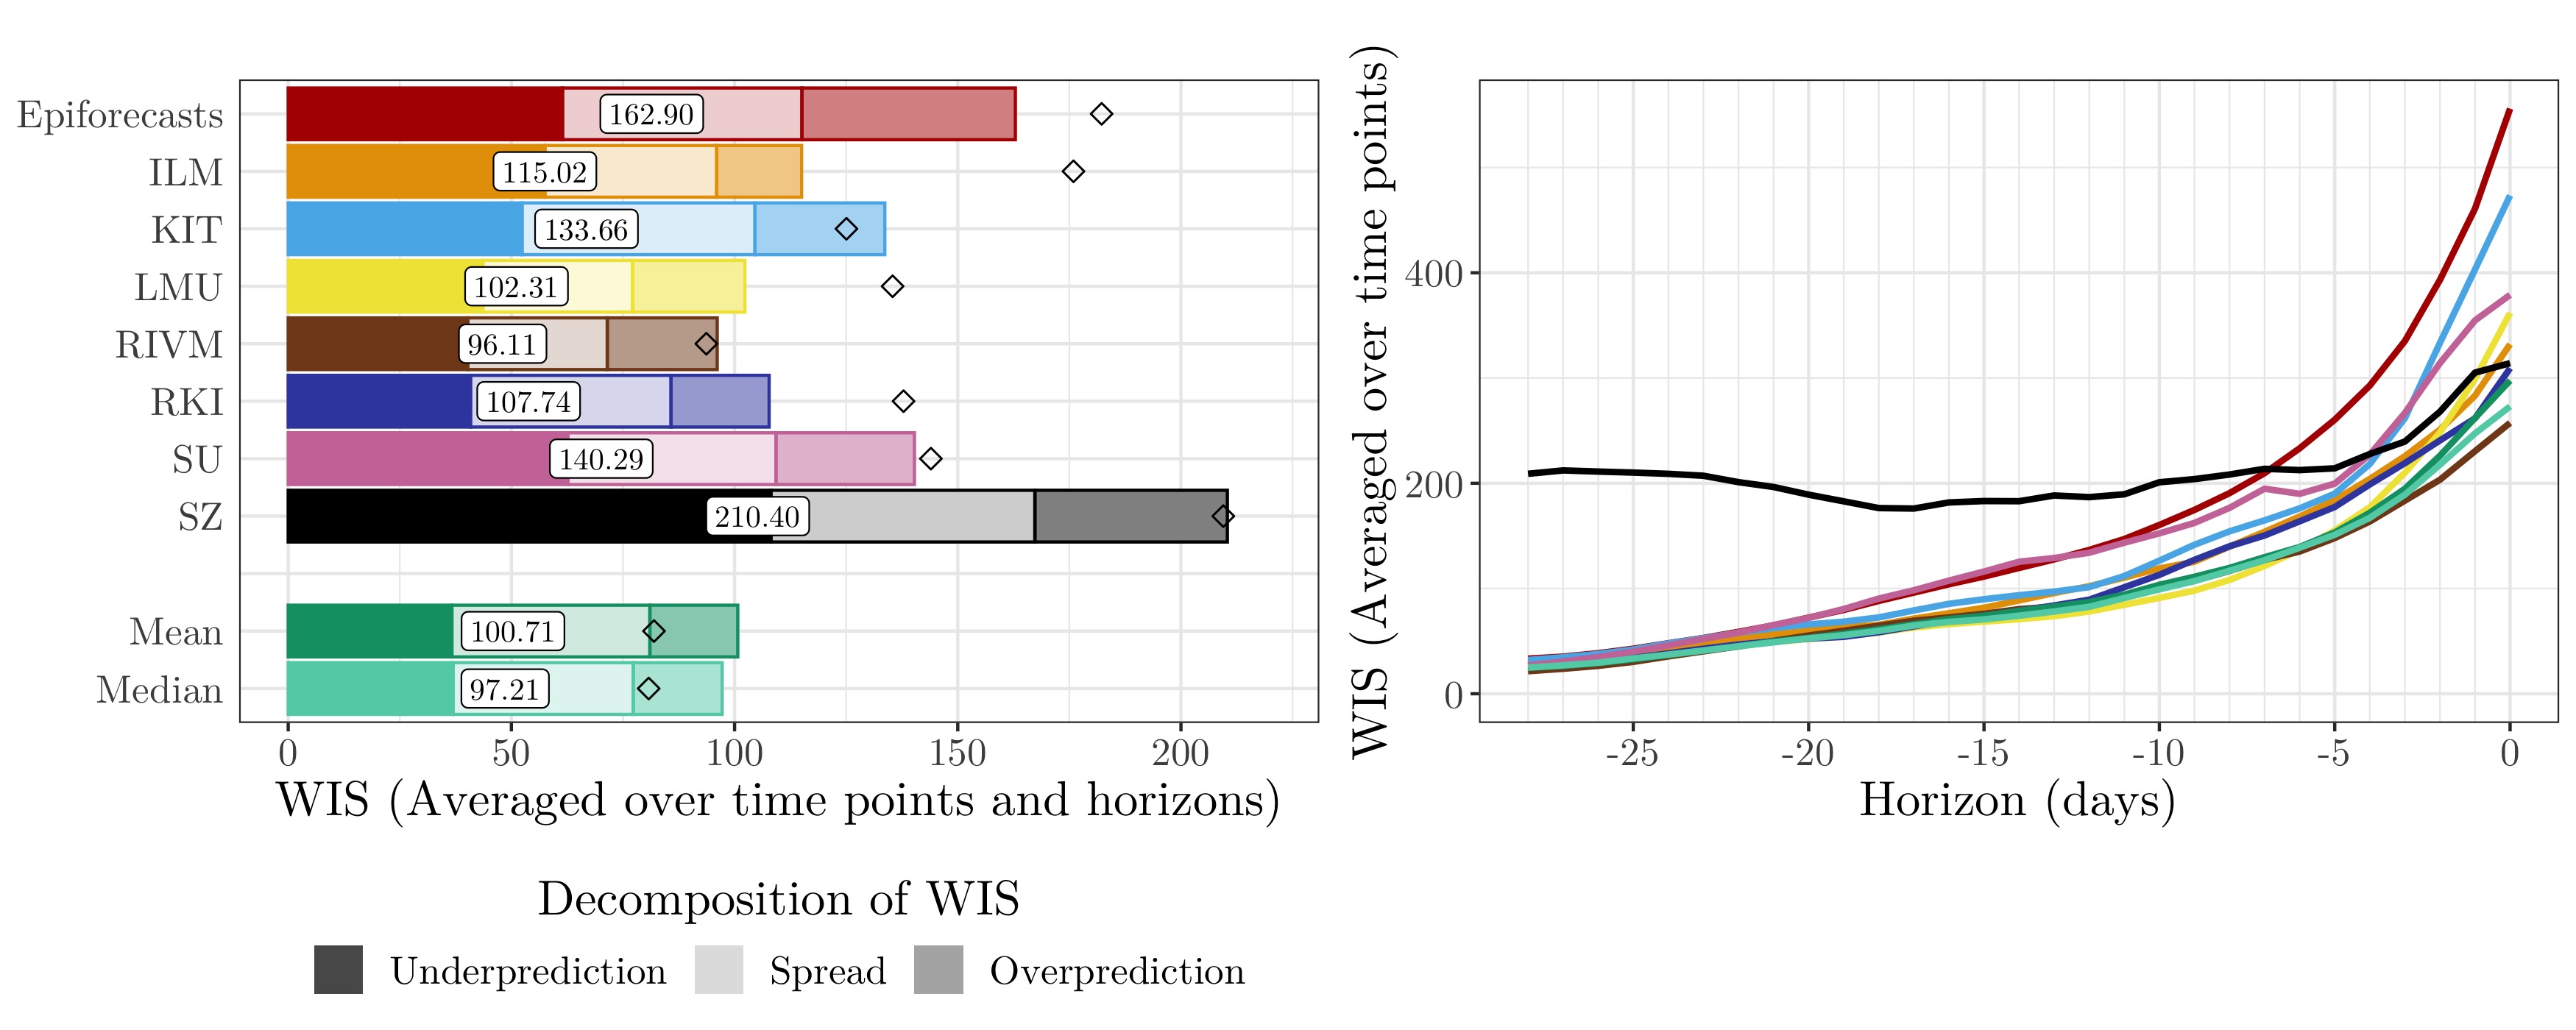 Epiforecasts
ILM
KIT
LMU
RIVM
RKI
SU
SZ
Mean
Median
162.90
115.02
133.66
102.31
96.11
107.74
140.29
210.40
100.71
97.21
0 50 100 150 200
WIS (Averaged over time points and horizons)
Decomposition of WIS
Underprediction Spread Overprediction
WIS (Averaged over time points)
400
200
0
-25 -20 -15 -10 -5 0
Horizon (days)